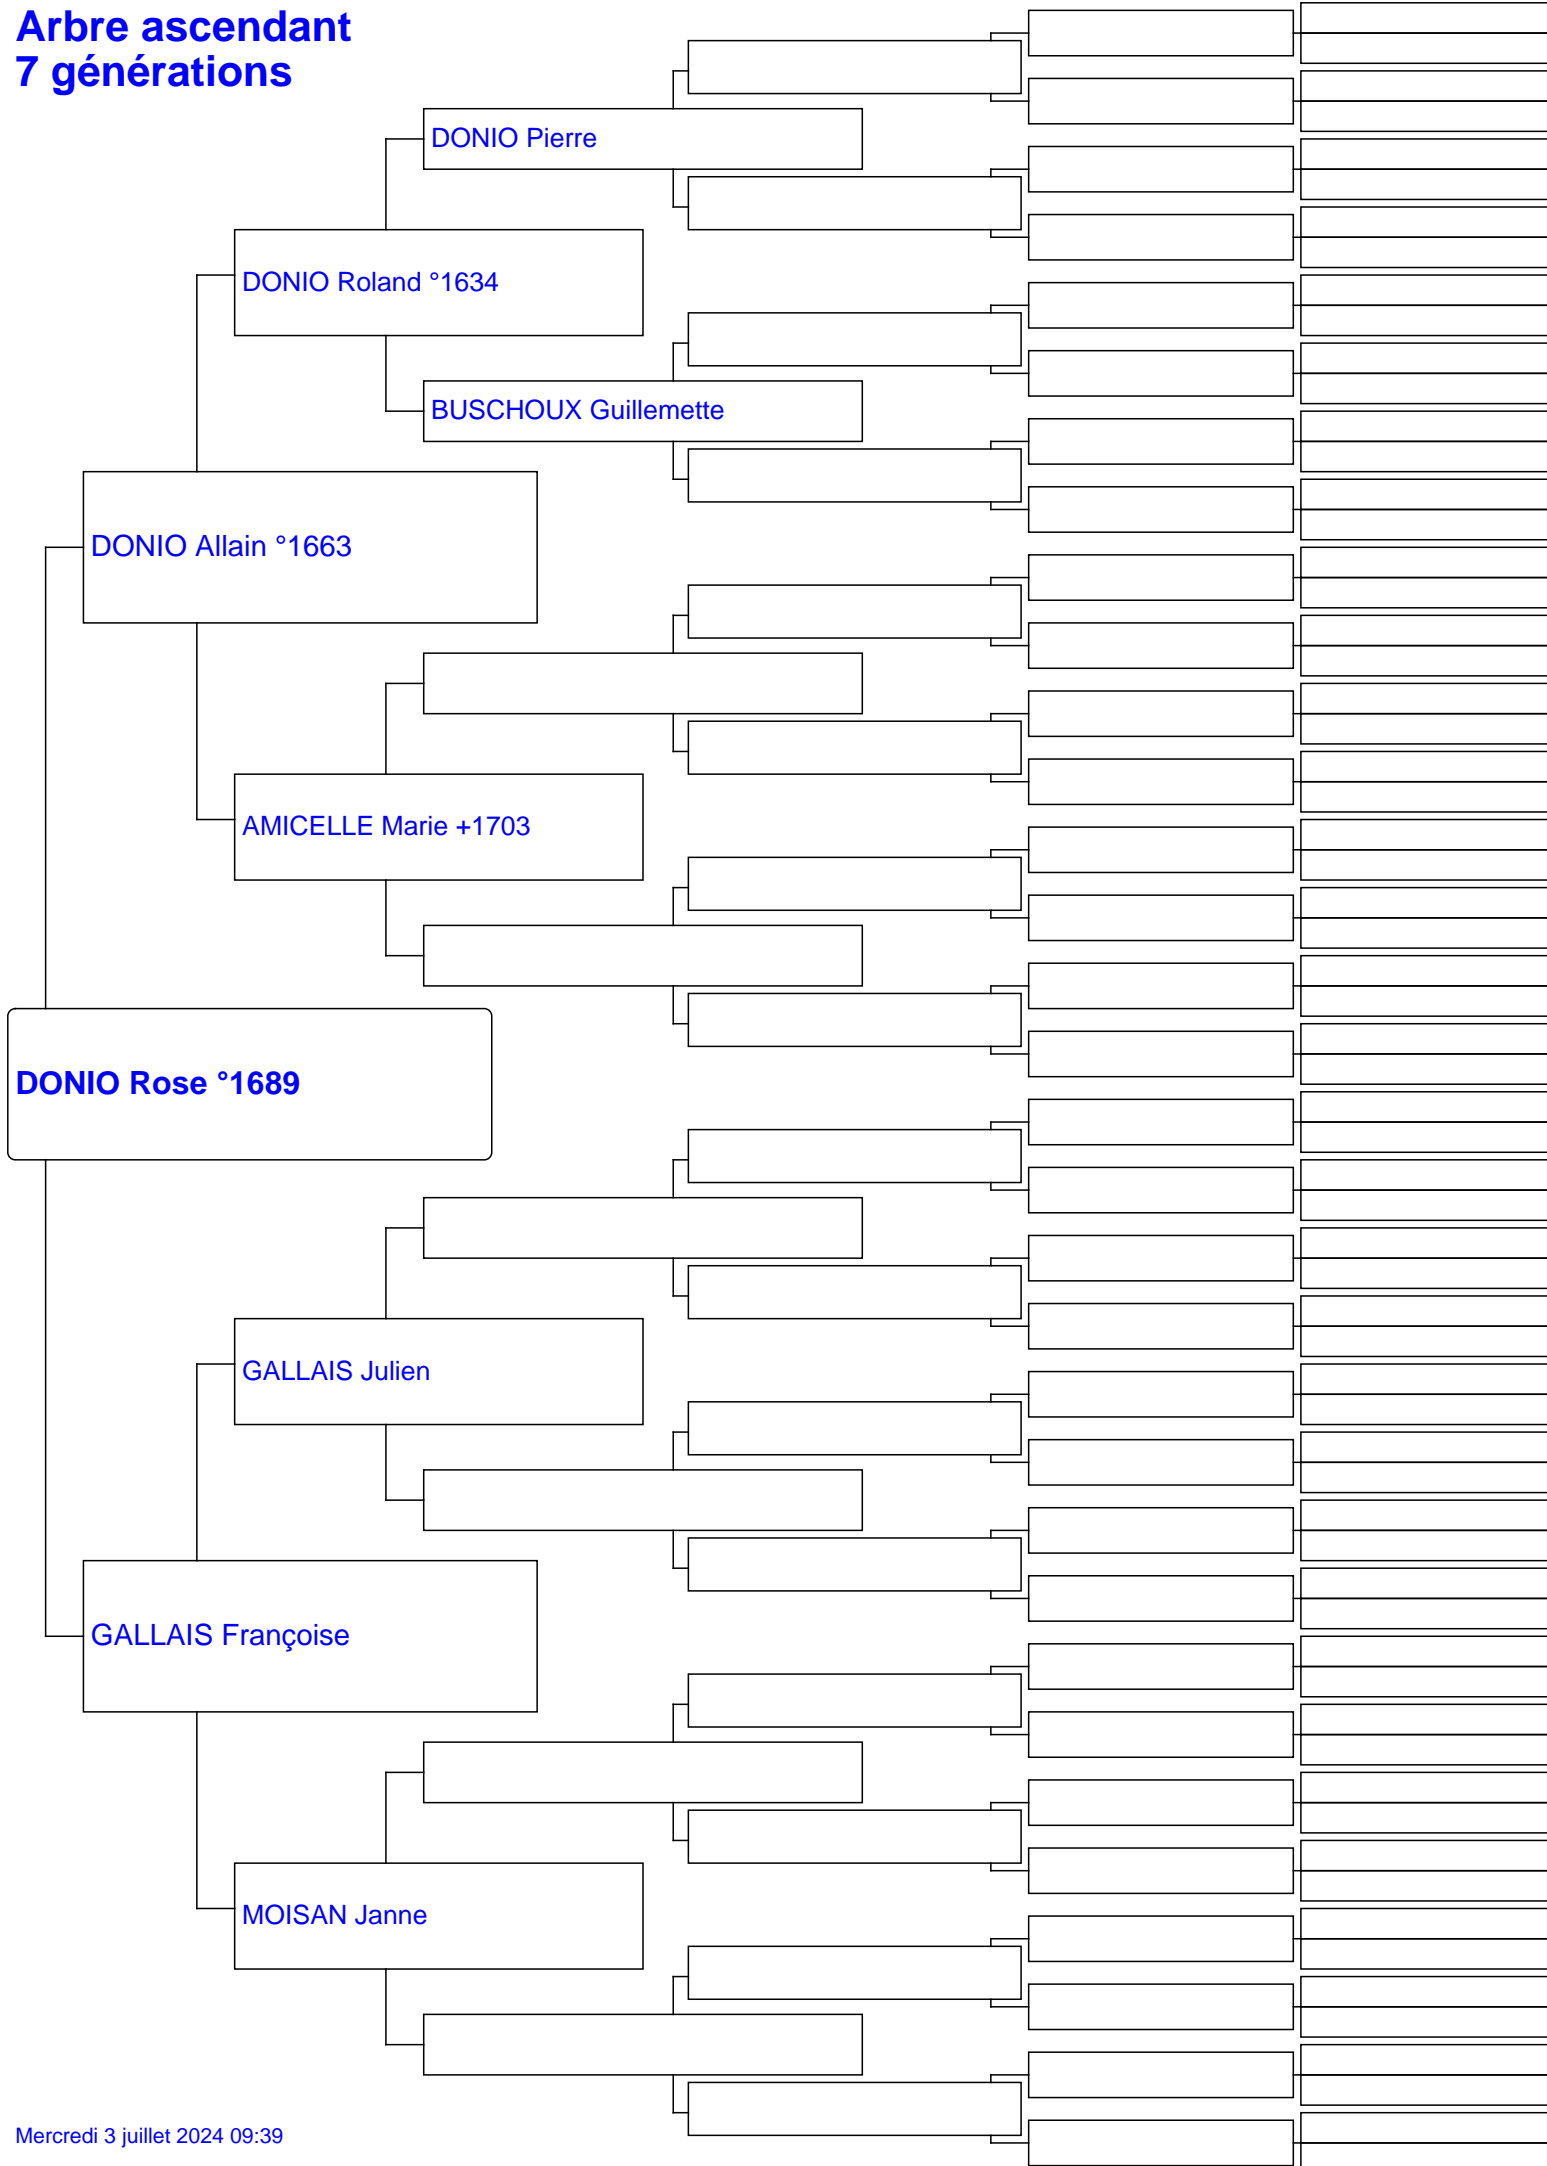 Arbre ascendant
7 générations
DONIO Pierre
DONIO Roland °1634
BUSCHOUX Guillemette
DONIO Allain °1663
AMICELLE Marie +1703
DONIO Rose °1689
GALLAIS Julien
GALLAIS Françoise
MOISAN Janne
Mercredi 3 juillet 2024 09:39